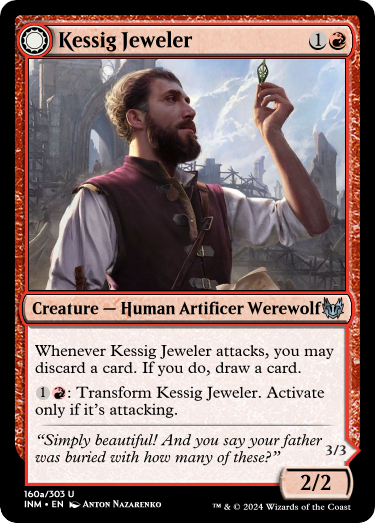 Kessig Jeweler 1
Creature — Human Artificer Werewolf
Whenever Kessig Jeweler attacks, you may
discard a card. If you do, draw a card.
1 : Transform Kessig Jeweler. Activate
only if it's attacking.
“Simply beautiful! And you say your father
was buried with how many of these?”
3/3
2/2
160a/303 U
INM • EN Anton Nazarenko
™ & © 2024 Wizards of the Coast